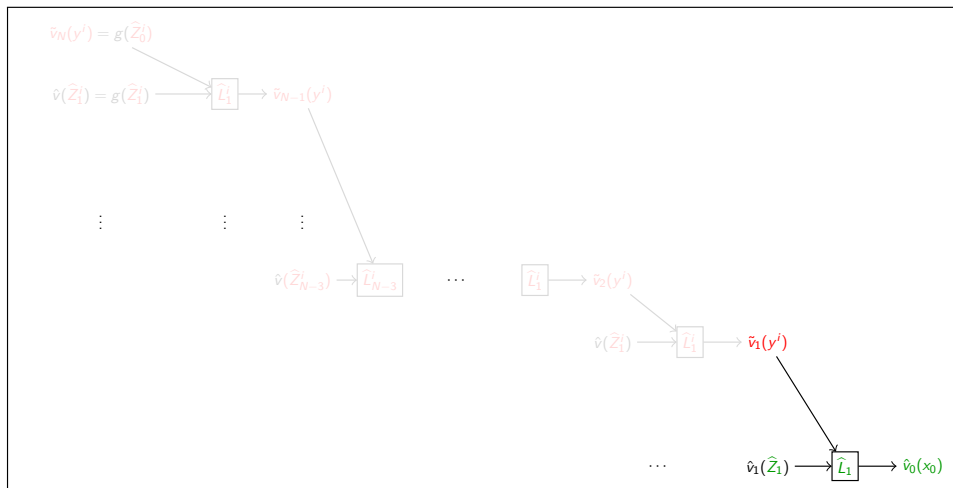 ṽ_N(y^i) = g(Ẑ_0^i)
v̂(Ẑ_1^i) = g(Ẑ_1^i) L̂_1^i ṽ_{N−1}(y^i)
⋮ ⋮ ⋮
v̂(Ẑ_{N−3}^i) L̂_{N−3}^i ⋯ L̂_1^i ṽ_2(y^i)
v̂(Ẑ_1^i) L̂_1^i ṽ_1(y^i)
⋯ v̂_1(Ẑ_1) L̂_1 v̂_0(x_0)